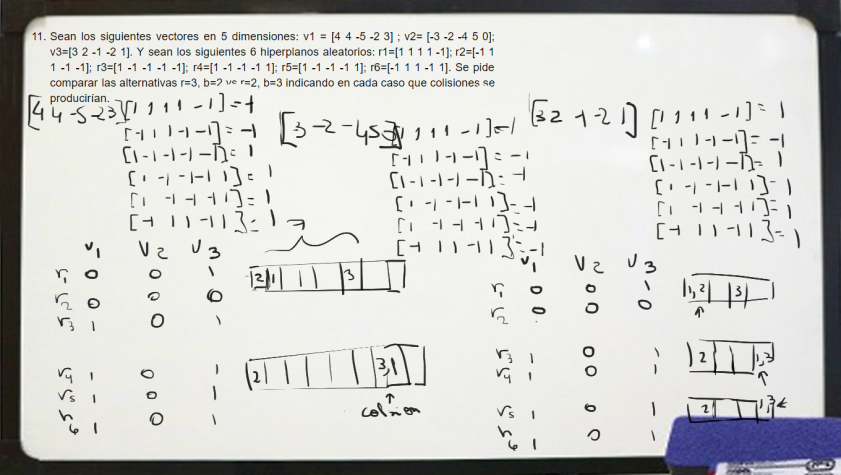 11. Sean los siguientes vectores en 5 dimensiones: v1 = [4 4 -5 -2 3] ; v2= [-3 -2 -4 5 0];
v3=[3 2 -1 -2 1]. Y sean los siguientes 6 hiperplanos aleatorios: r1=[1 1 1 1 -1]; r2=[-1 1
1 -1 -1]; r3=[1 -1 -1 -1 -1]; r4=[1 -1 -1 -1 1]; r5=[1 -1 -1 -1 1]; r6=[-1 1 1 -1 1]. Se pide
comparar las alternativas r=3, b=2 vs r=2, b=3 indicando en cada caso que colisiones se
producirían.
[4 4 -5 -2 3] [1 1 1 1 -1] = -1
[-1 1 1 -1 -1] = -1
[1 -1 -1 -1 -1] = 1
[1 -1 -1 -1 1] = 1
[1 -1 -1 -1 1] = 1
[-1 1 1 -1 1] = 1
[3 -2 -4 5 0] [1 1 1 1 -1] = -1
[-1 1 1 -1 -1] = -1
[1 -1 -1 -1 -1] = -1
[1 -1 -1 -1 1] = -1
[1 -1 -1 -1 1] = -1
[-1 1 1 -1 1] = -1
[3 2 -1 -2 1] [1 1 1 1 -1] = 1
[-1 1 1 -1 -1] = -1
[1 -1 -1 -1 -1] = 1
[1 -1 -1 -1 1] = 1
[1 -1 -1 -1 1] = 1
[-1 1 1 -1 1] = 1
7
v1 v2 v3
r1 0 0 1
r2 0 0 0
r3 1 0 1
2 1 3
r4 1 0 1
r5 1 0 1
r6 1 0 1
2 3,1
colision
v1 v2 v3
r1 0 0 1
r2 0 0 0
1,2 3
r3 1 0 1
r4 1 0 1
2 1,3
r5 1 0 1
r6 1 0 1
2 1,3